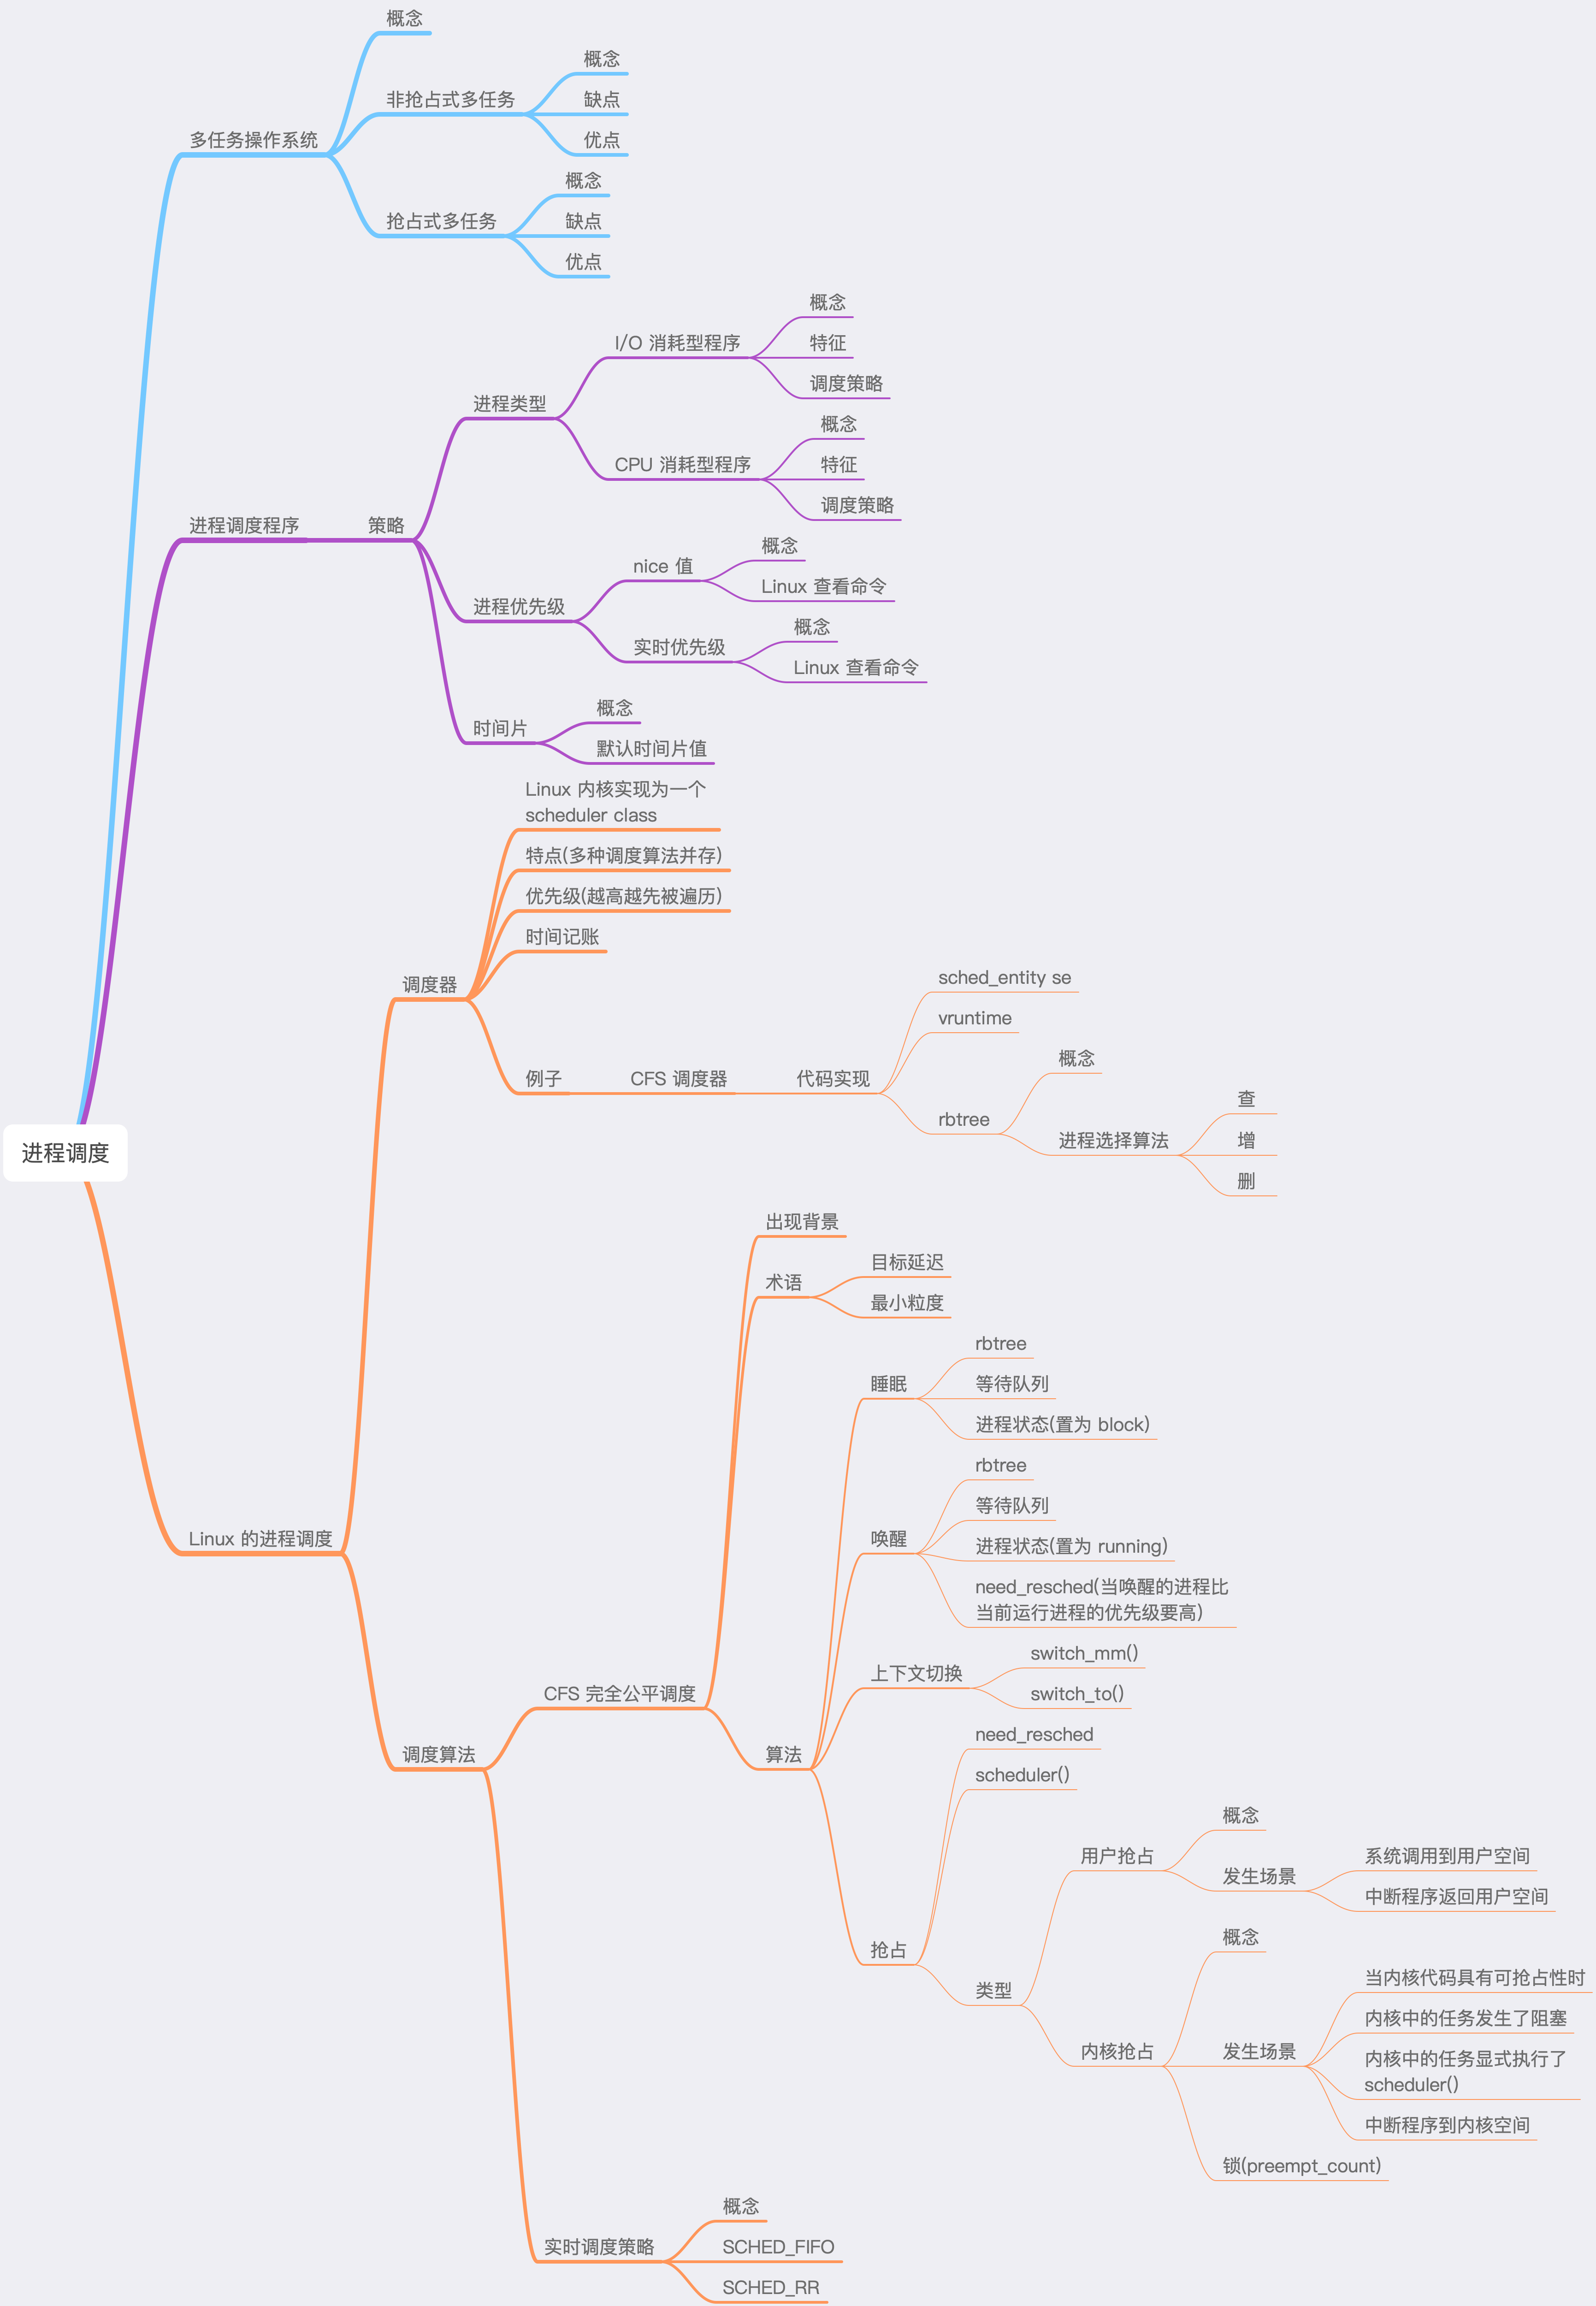 概念
概念
非抢占式多任务
缺点
优点
多任务操作系统
概念
抢占式多任务
缺点
优点
概念
I/O 消耗型程序
特征
调度策略
进程类型
概念
CPU 消耗型程序
特征
调度策略
进程调度程序
策略
概念
nice 值
Linux 查看命令
进程优先级
概念
实时优先级
Linux 查看命令
概念
时间片
默认时间片值
Linux 内核实现为一个
scheduler class
特点(多种调度算法并存)
优先级(越高越先被遍历)
时间记账
调度器
sched_entity se
vruntime
概念
例子
CFS 调度器
代码实现
查
rbtree
进程选择算法
增
删
进程调度
出现背景
目标延迟
术语
最小粒度
rbtree
睡眠
等待队列
进程状态(置为 block)
rbtree
等待队列
唤醒
进程状态(置为 running)
Linux 的进程调度
need_resched(当唤醒的进程比
当前运行进程的优先级要高)
switch_mm()
上下文切换
switch_to()
CFS 完全公平调度
need_resched
调度算法
算法
scheduler()
概念
用户抢占
系统调用到用户空间
发生场景
中断程序返回用户空间
抢占
概念
类型
当内核代码具有可抢占性时
内核中的任务发生了阻塞
内核抢占
发生场景
内核中的任务显式执行了
scheduler()
中断程序到内核空间
锁(preempt_count)
概念
实时调度策略
SCHED_FIFO
SCHED_RR